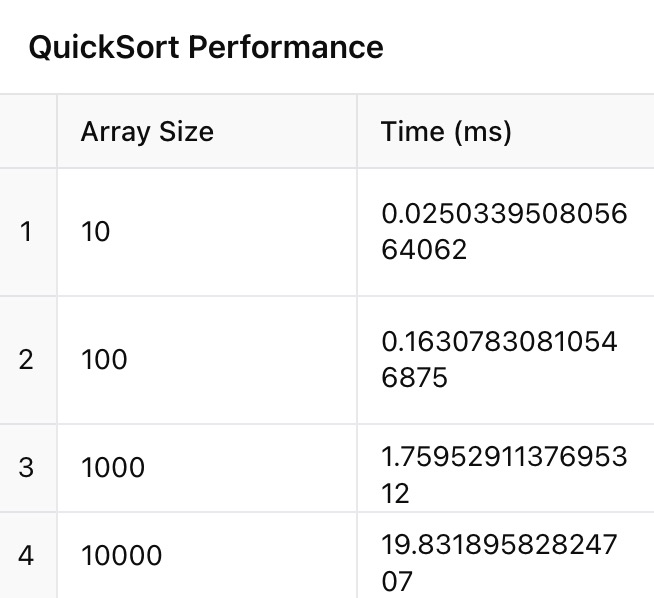 QuickSort Performance
Array Size Time (ms)
1 10 0.0250339508056
64062
2 100 0.1630783081054
6875
3 1000 1.75952911376953
12
4 10000 19.831895828247
07